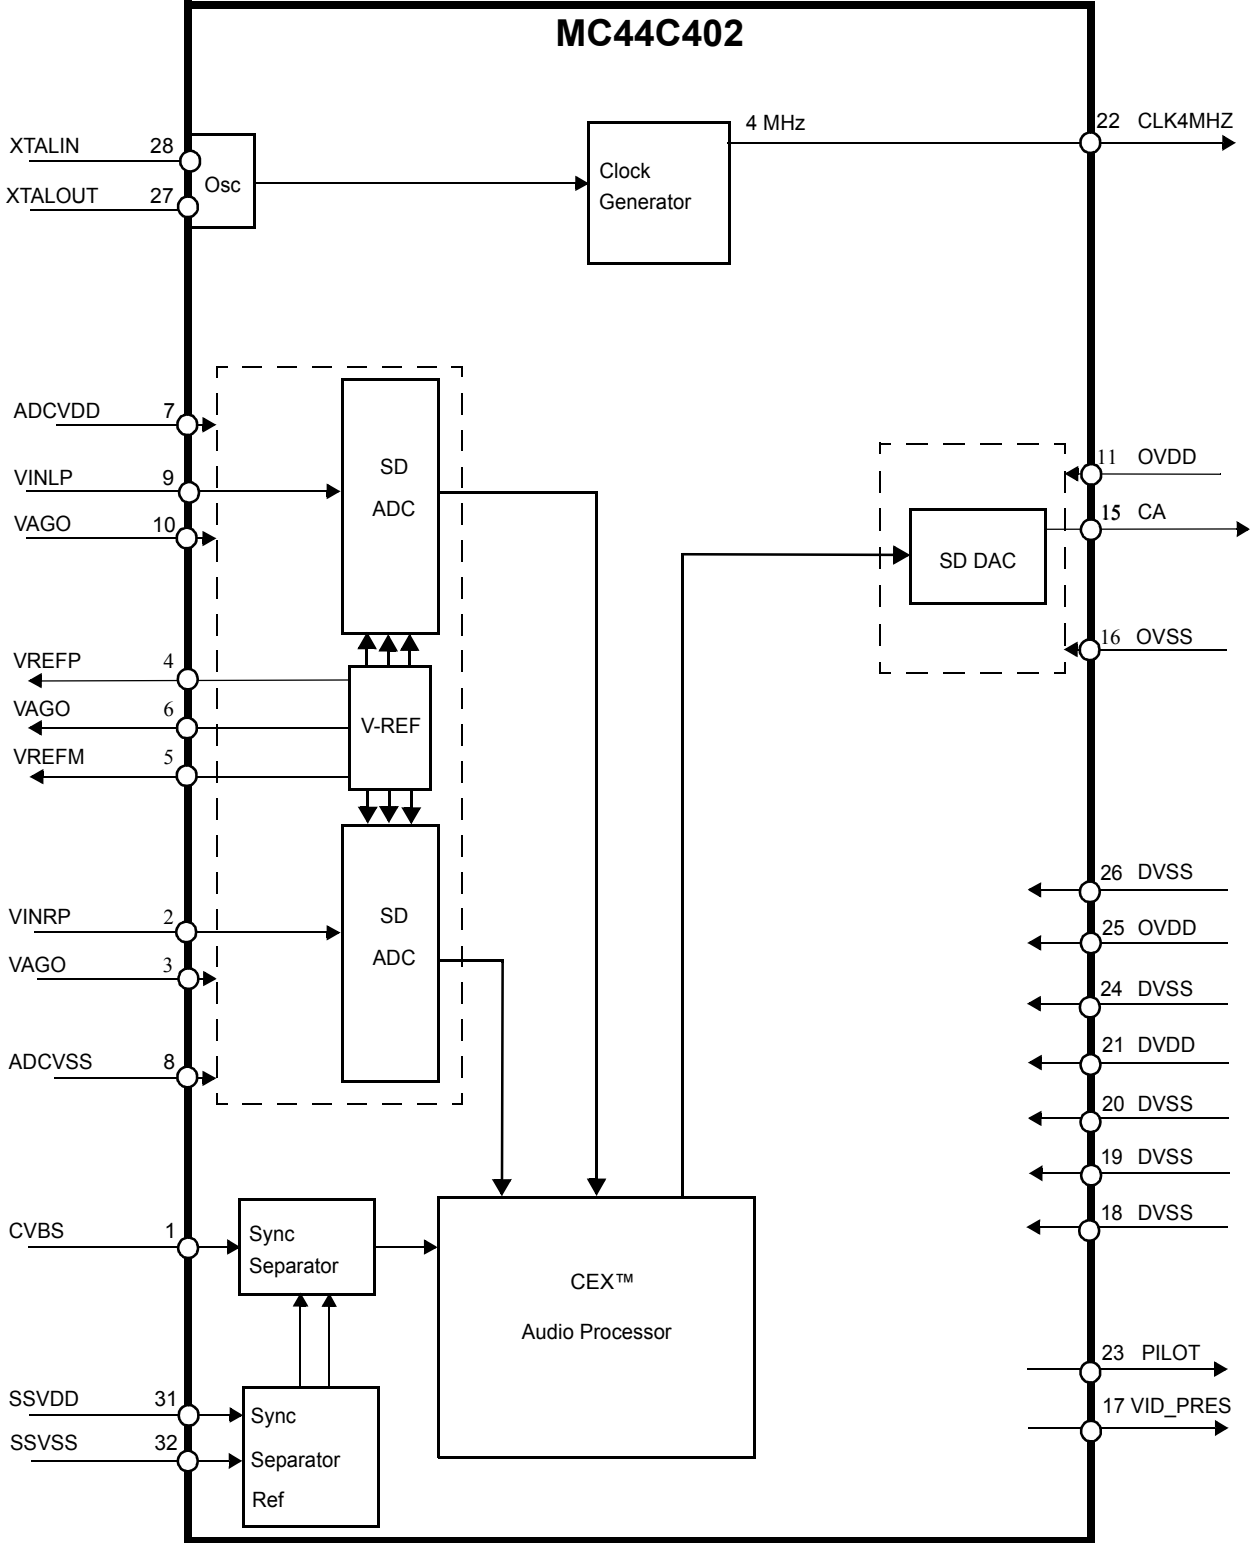 MC44C402
XTALIN 28
XTALOUT 27
Osc
Clock
Generator
4 MHz
22 CLK4MHZ
ADCVDD 7
VINLP 9
VAGO 10
SD
ADC
11 OVDD
15 CA
SD DAC
16 OVSS
VREFP 4
VAGO 6
VREFM 5
V-REF
VINRP 2
VAGO 3
ADCVSS 8
SD
ADC
26 DVSS
25 OVDD
24 DVSS
21 DVDD
20 DVSS
19 DVSS
18 DVSS
CVBS 1
Sync
Separator
CEX™
Audio Processor
SSVDD 31
SSVSS 32
Sync
Separator
Ref
23 PILOT
17 VID_PRES